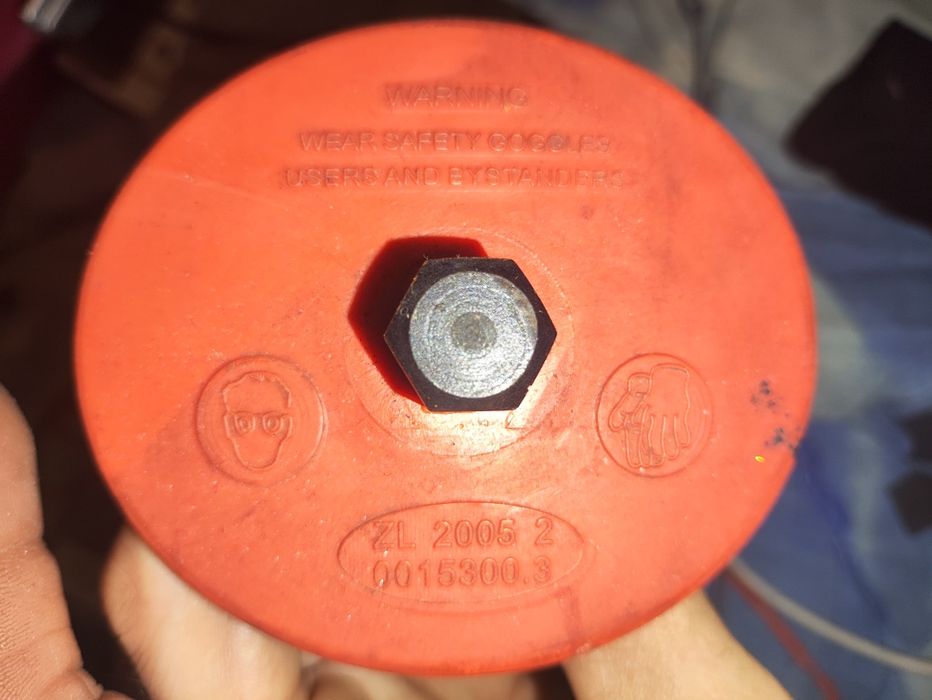 WARNING
WEAR SAFETY GOGGLES
USERS AND BYSTANDERS
ZL 2005 2
0015300.3